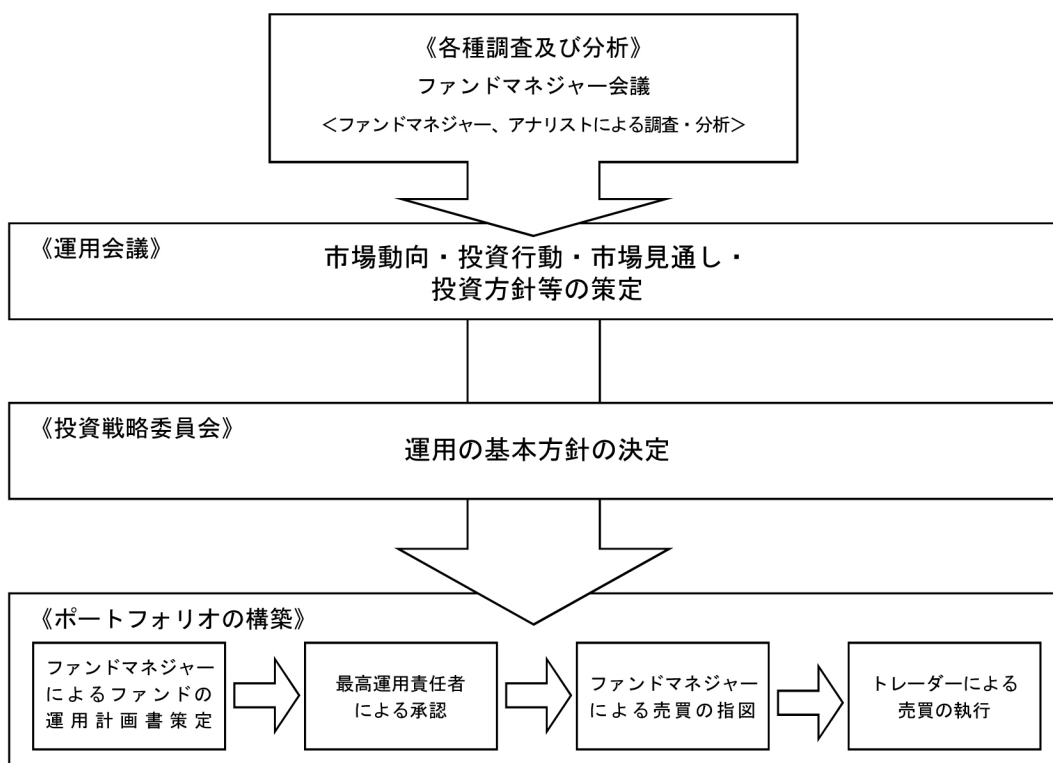 《各種調査及び分析》
ファンドマネジャー会議
＜ファンドマネジャー、アナリストによる調査・分析＞
《運用会議》
市場動向・投資行動・市場見通し・
投資方針等の策定
《投資戦略委員会》
運用の基本方針の決定
《ポートフォリオの構築》
ファンドマネジャー
によるファンドの
運用計画書策定
最高運用責任者
による承認
ファンドマネジャー
による売買の指図
トレーダーによる
売買の執行